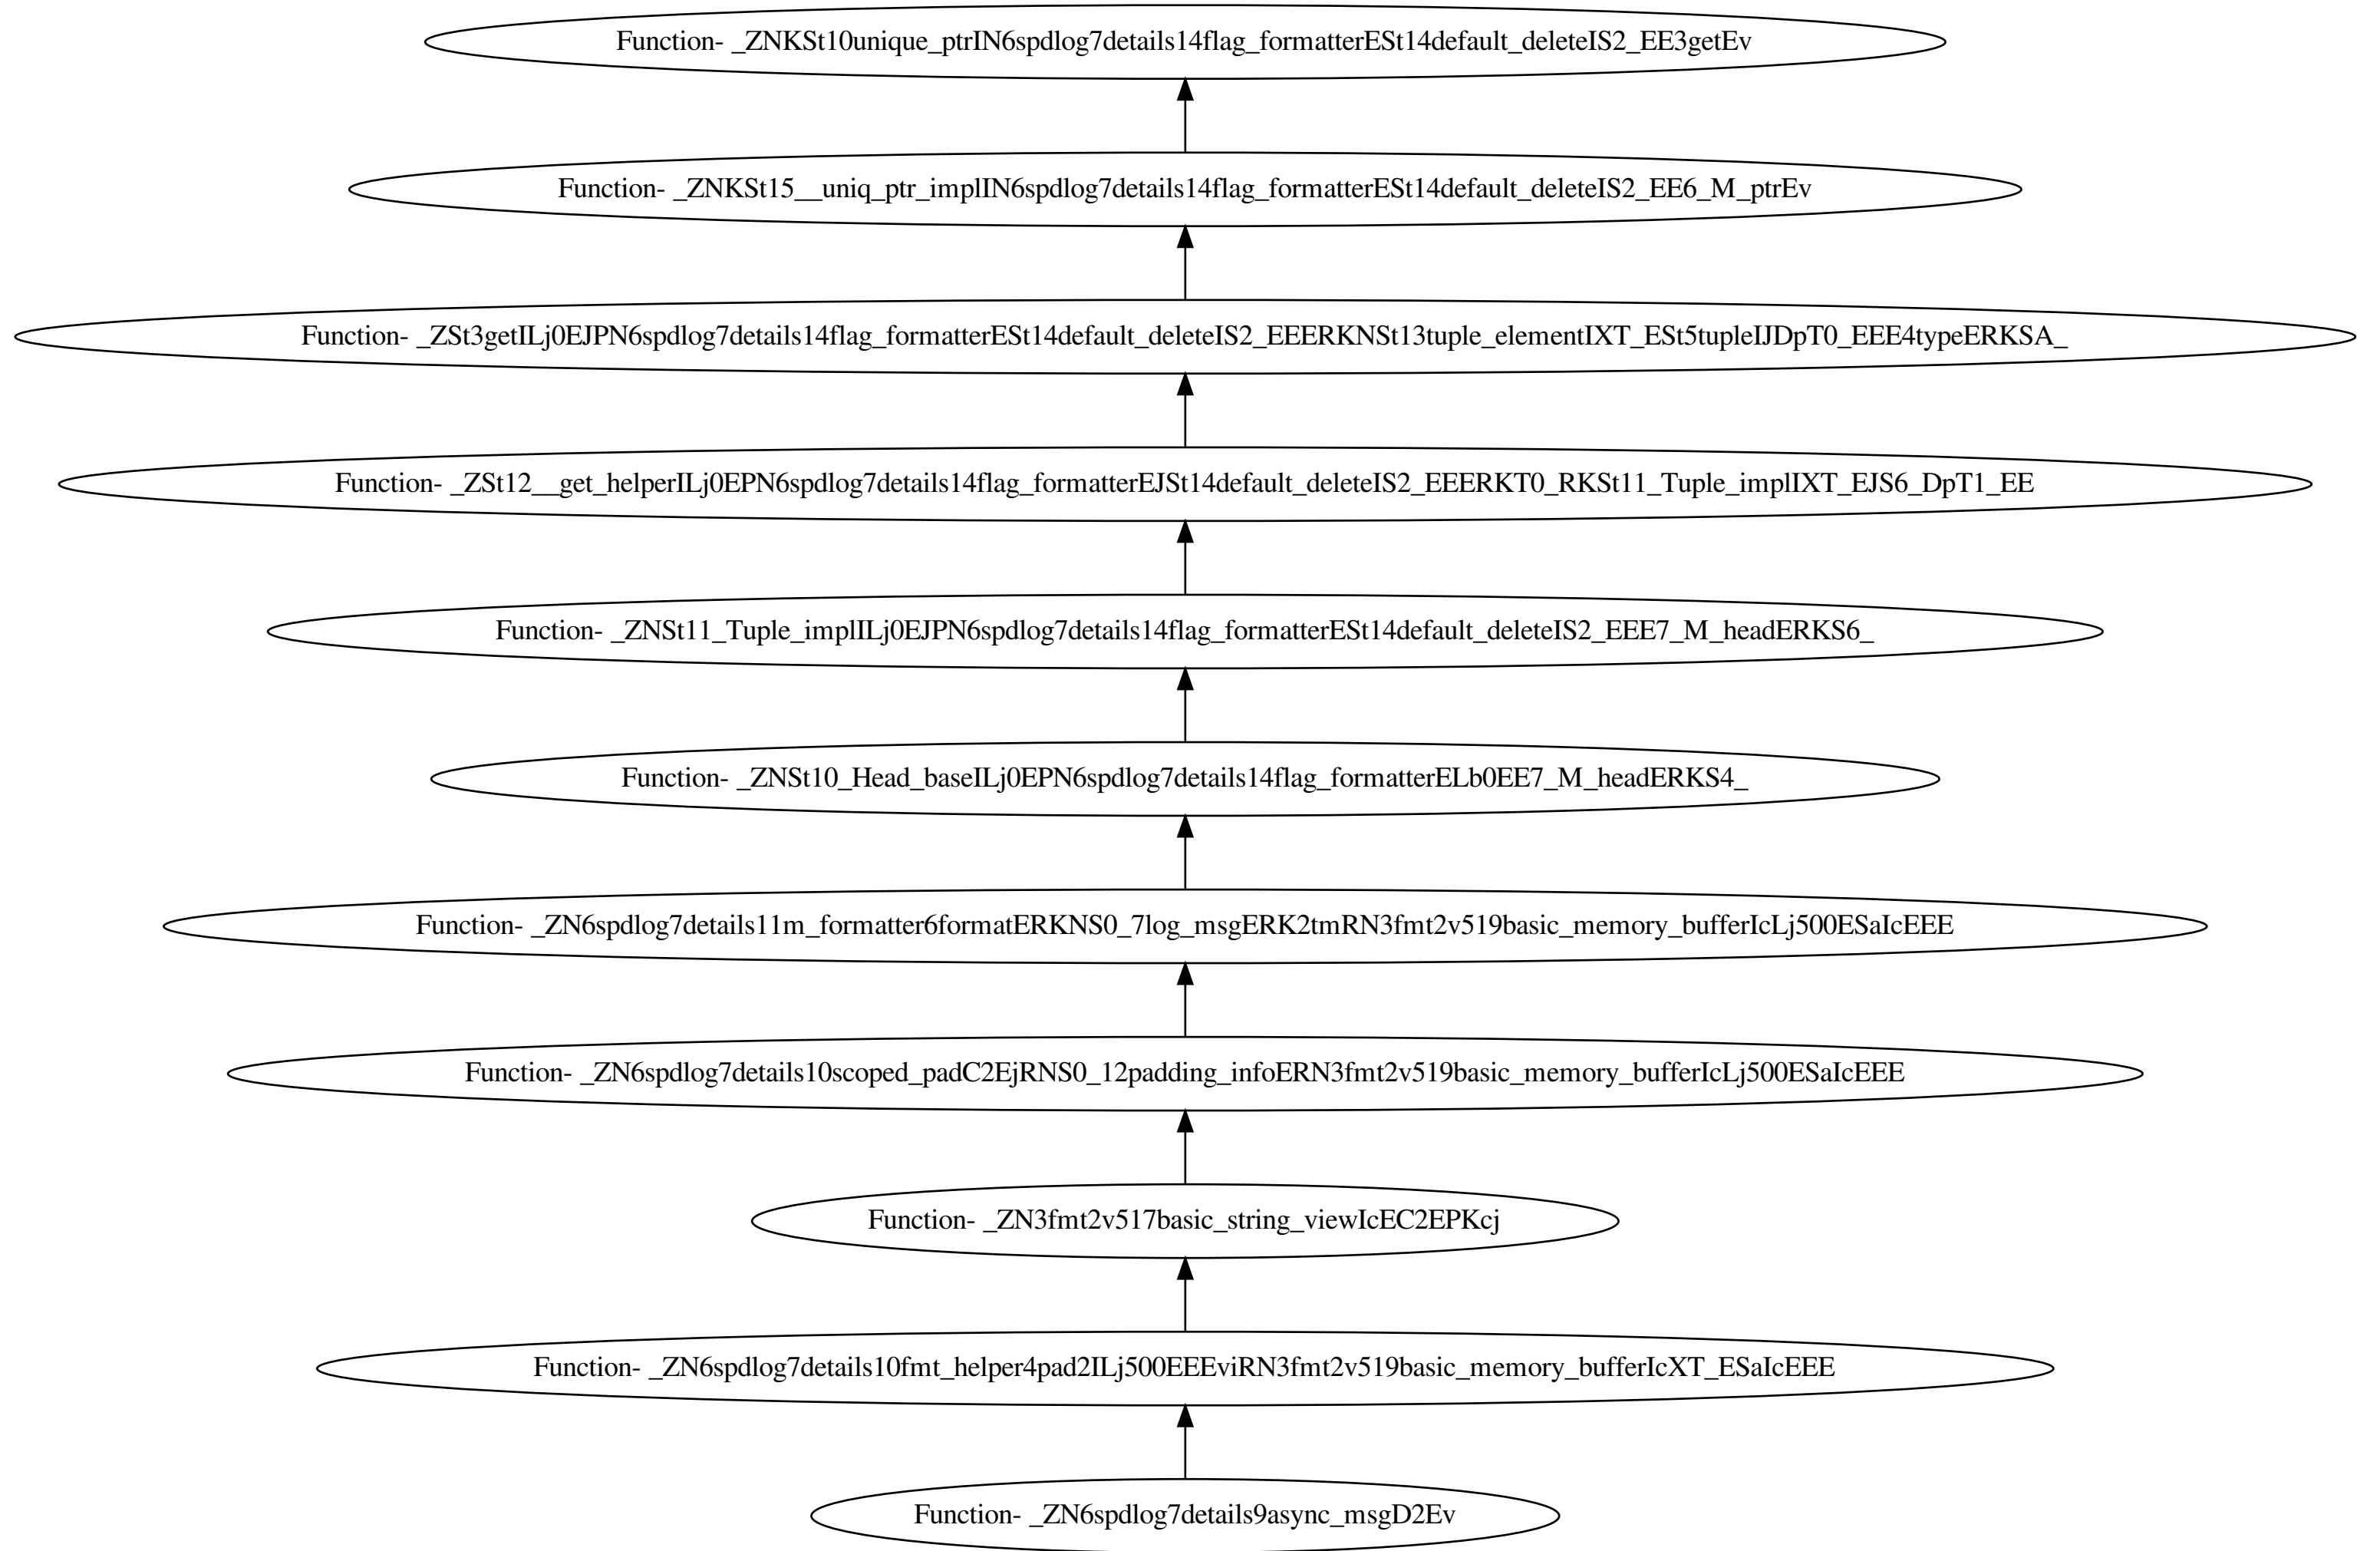 Function- _ZNKSt10unique_ptrIN6spdlog7details14flag_formatterESt14default_deleteIS2_EE3getEv
Function- _ZNKSt15__uniq_ptr_implIN6spdlog7details14flag_formatterESt14default_deleteIS2_EE6_M_ptrEv
Function- _ZSt3getILj0EJPN6spdlog7details14flag_formatterESt14default_deleteIS2_EEERKNSt13tuple_elementIXT_ESt5tupleIJDpT0_EEE4typeERKSA_
Function- _ZSt12__get_helperILj0EPN6spdlog7details14flag_formatterEJSt14default_deleteIS2_EEERKT0_RKSt11_Tuple_implIXT_EJS6_DpT1_EE
Function- _ZNSt11_Tuple_implILj0EJPN6spdlog7details14flag_formatterESt14default_deleteIS2_EEE7_M_headERKS6_
Function- _ZNSt10_Head_baseILj0EPN6spdlog7details14flag_formatterELb0EE7_M_headERKS4_
Function- _ZN6spdlog7details11m_formatter6formatERKNS0_7log_msgERK2tmRN3fmt2v519basic_memory_bufferIcLj500ESaIcEEE
Function- _ZN6spdlog7details10scoped_padC2EjRNS0_12padding_infoERN3fmt2v519basic_memory_bufferIcLj500ESaIcEEE
Function- _ZN3fmt2v517basic_string_viewIcEC2EPKcj
Function- _ZN6spdlog7details10fmt_helper4pad2ILj500EEEviRN3fmt2v519basic_memory_bufferIcXT_ESaIcEEE
Function- _ZN6spdlog7details9async_msgD2Ev